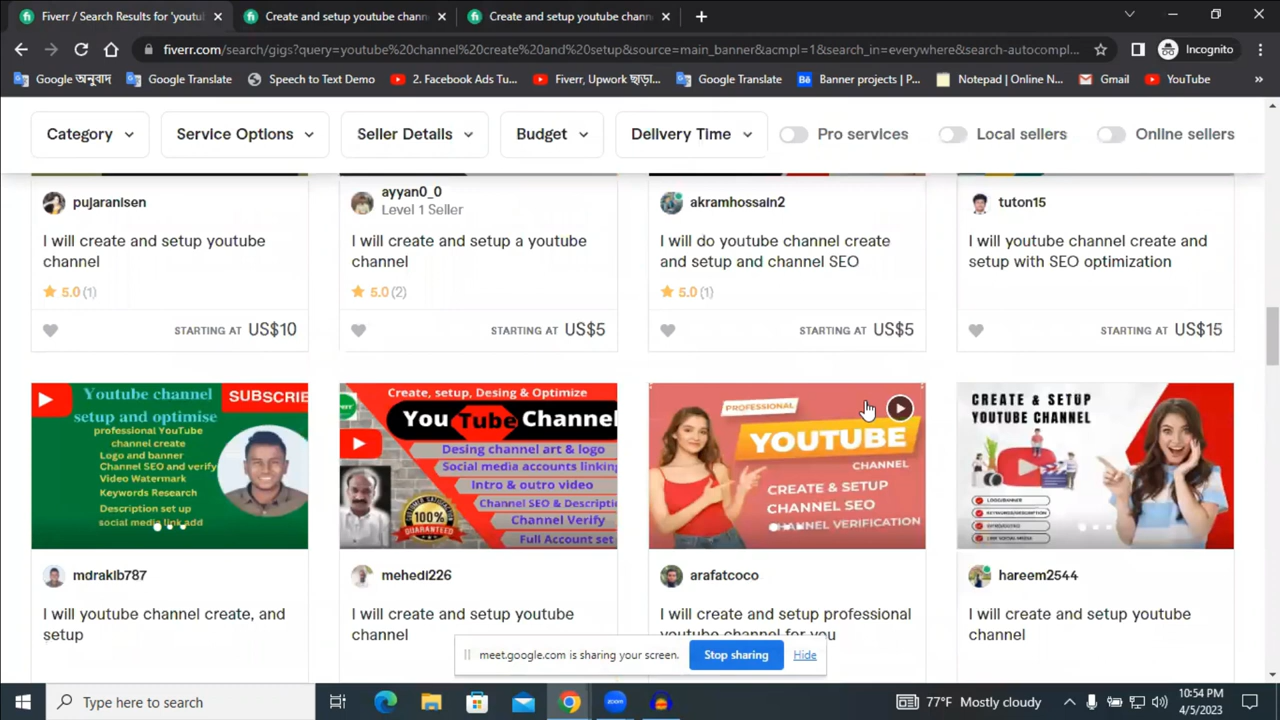 Fiverr / Search Results for 'youtu
Create and setup youtube chann
Create and setup youtube chann
fiverr.com/search/gigs?query=youtube%20channel%20create%20and%20setup&source=main_banner&acmpl=1&search_in=everywhere&search-autocompl...
Incognito
Google অনুবাদ
Google Translate
Speech to Text Demo
2. Facebook Ads Tu...
Fiverr, Upwork ছাড়া...
Google Translate
Banner projects | P...
Notepad | Online N...
Gmail
YouTube
Category
Service Options
Seller Details
Budget
Delivery Time
Pro services
Local sellers
Online sellers
pujaranisen
I will create and setup youtube
channel
5.0 (1)
STARTING AT US$10
ayyan0_0
Level 1 Seller
I will create and setup a youtube
channel
5.0 (2)
STARTING AT US$5
akramhossain2
I will do youtube channel create
and setup and channel SEO
5.0 (1)
STARTING AT US$5
tuton15
I will youtube channel create and
setup with SEO optimization
STARTING AT US$15
Youtube channel
setup and optimise
SUBSCRIBE
professional YouTube
channel create
Logo and banner
Channel SEO and verify
Video Watermark
Keywords Research
Description set up
social media link add
mdrakib787
I will youtube channel create, and
setup
Create, setup, Desing & Optimize
You Tube Channel
Desing channel art & logo
Social media accounts linking
Intro & outro video
Channel SEO & Descriptio
Channel Verify
Full Account set
100%
GUARANTEED
mehedi226
I will create and setup youtube
channel
PROFESSIONAL
YOUTUBE
CHANNEL
CREATE & SETUP
CHANNEL SEO
CHANNEL VERIFICATION
arafatcoco
I will create and setup professional
youtube channel for you
CREATE & SETUP
YOUTUBE CHANNEL
LOGO/BANNER
LINK SOCIAL MEDIA
hareem2544
I will create and setup youtube
channel
meet.google.com is sharing your screen.
Stop sharing
Hide
Type here to search
zoom
77°F Mostly cloudy
10:54 PM
4/5/2023